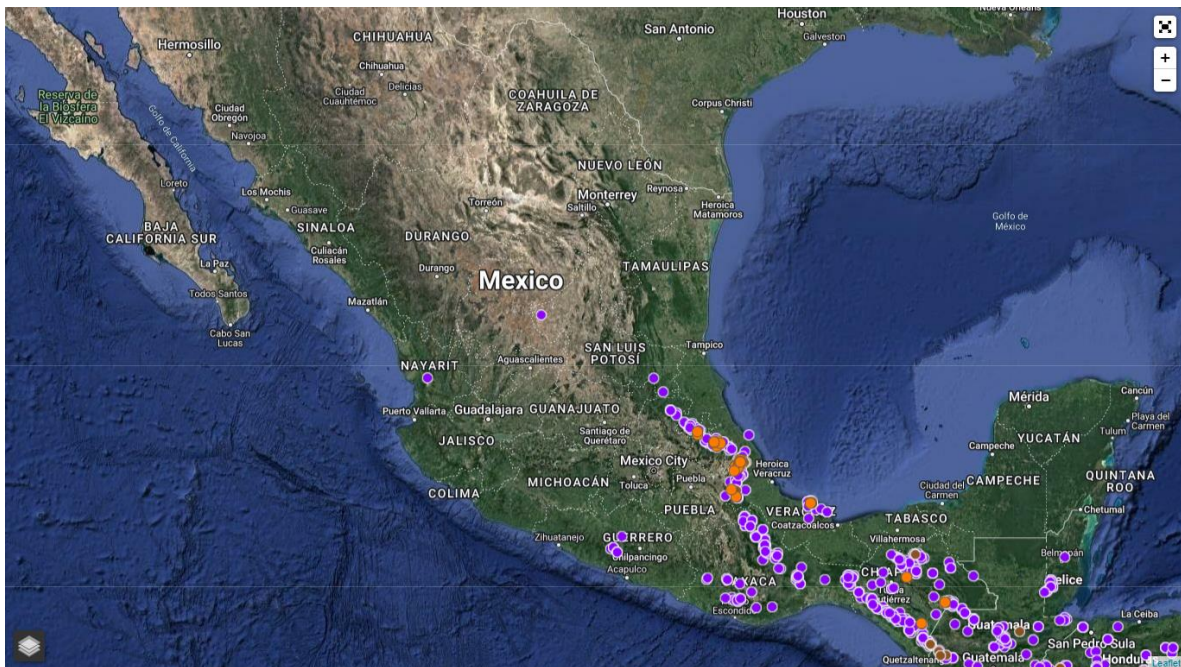 Nueva Orleans
Houston
San Antonio
Galveston
Hermosillo
CHIHUAHUA
Chihuahua
Delicias
Ciudad
Cuauhtémoc
COAHUILA DE
ZARAGOZA
Corpus Christi
Reserva de
la Biosfera
El Vizcaíno
Ciudad
Obregón
Navojoa
Golfo de California
NUEVO LEÓN
Loreto
Los Mochis
Guasave
Torreón
Monterrey
Saltillo
Reynosa
Heroica
Matamoros
Golfo de
México
BAJA
CALIFORNIA SUR
SINALOA
Culiacán
Rosales
DURANGO
Durango
La Paz
Todos Santos
Cabo San
Lucas
Mazatlán
Mexico
TAMAULIPAS
SAN LUIS
POTOSÍ
Tampico
Aguascalientes
NAYARIT
Puerto Vallarta
Guadalajara
GUANAJUATO
Santiago de
Querétaro
JALISCO
Mexico City
Toluca
Puebla
MICHOACÁN
COLIMA
PUEBLA
Heroica
Veracruz
Mérida
Cancún
Playa del
Carmen
Tulum
YUCATÁN
Campeche
CAMPECHE
QUINTANA
ROO
Chetumal
Ciudad del
Carmen
TABASCO
Villahermosa
Coatzacoalcos
Zihuatanejo
Chilpancingo
Acapulco
Belmopán
La Ceiba
San Pedro Sula
Guatemala
Guatemala
Leaflet
+
−